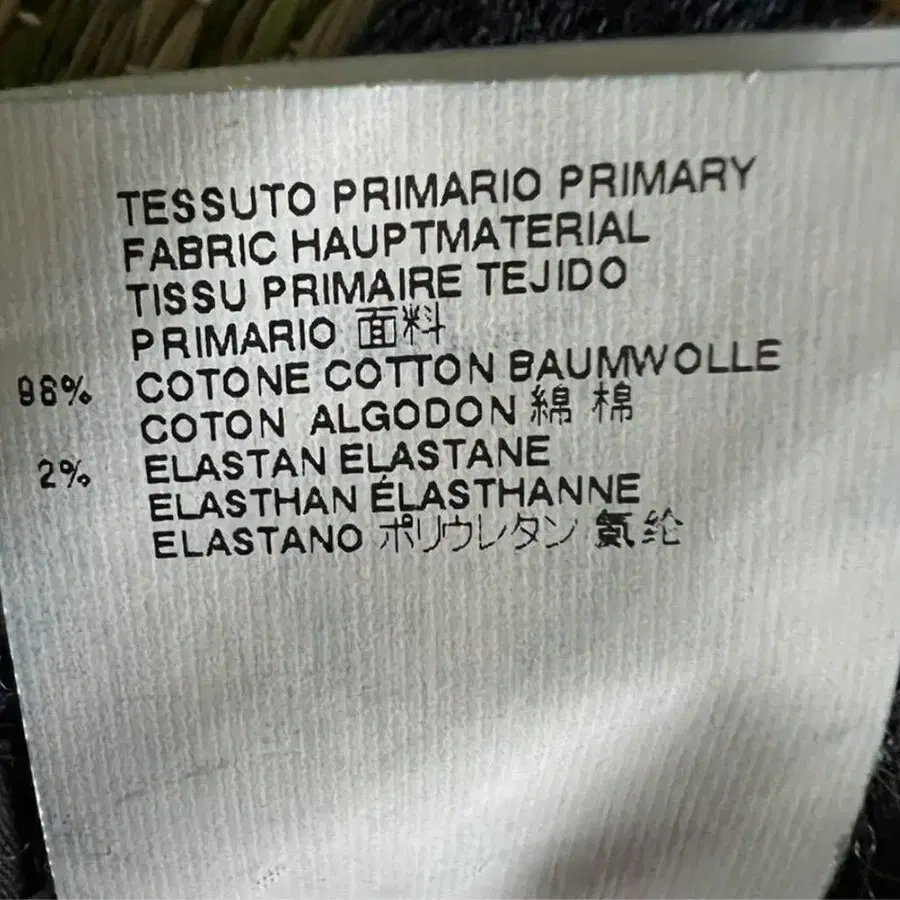 TESSUTO PRIMARIO PRIMARY
FABRIC HAUPTMATERIAL
TISSU PRIMAIRE TEJIDO
PRIMARIO 面料
98% COTONE COTTON BAUMWOLLE
COTON ALGODON 綿 棉
2% ELASTAN ELASTANE
ELASTHAN ÉLASTHANNE
ELASTANO ポリウレタン 氨纶